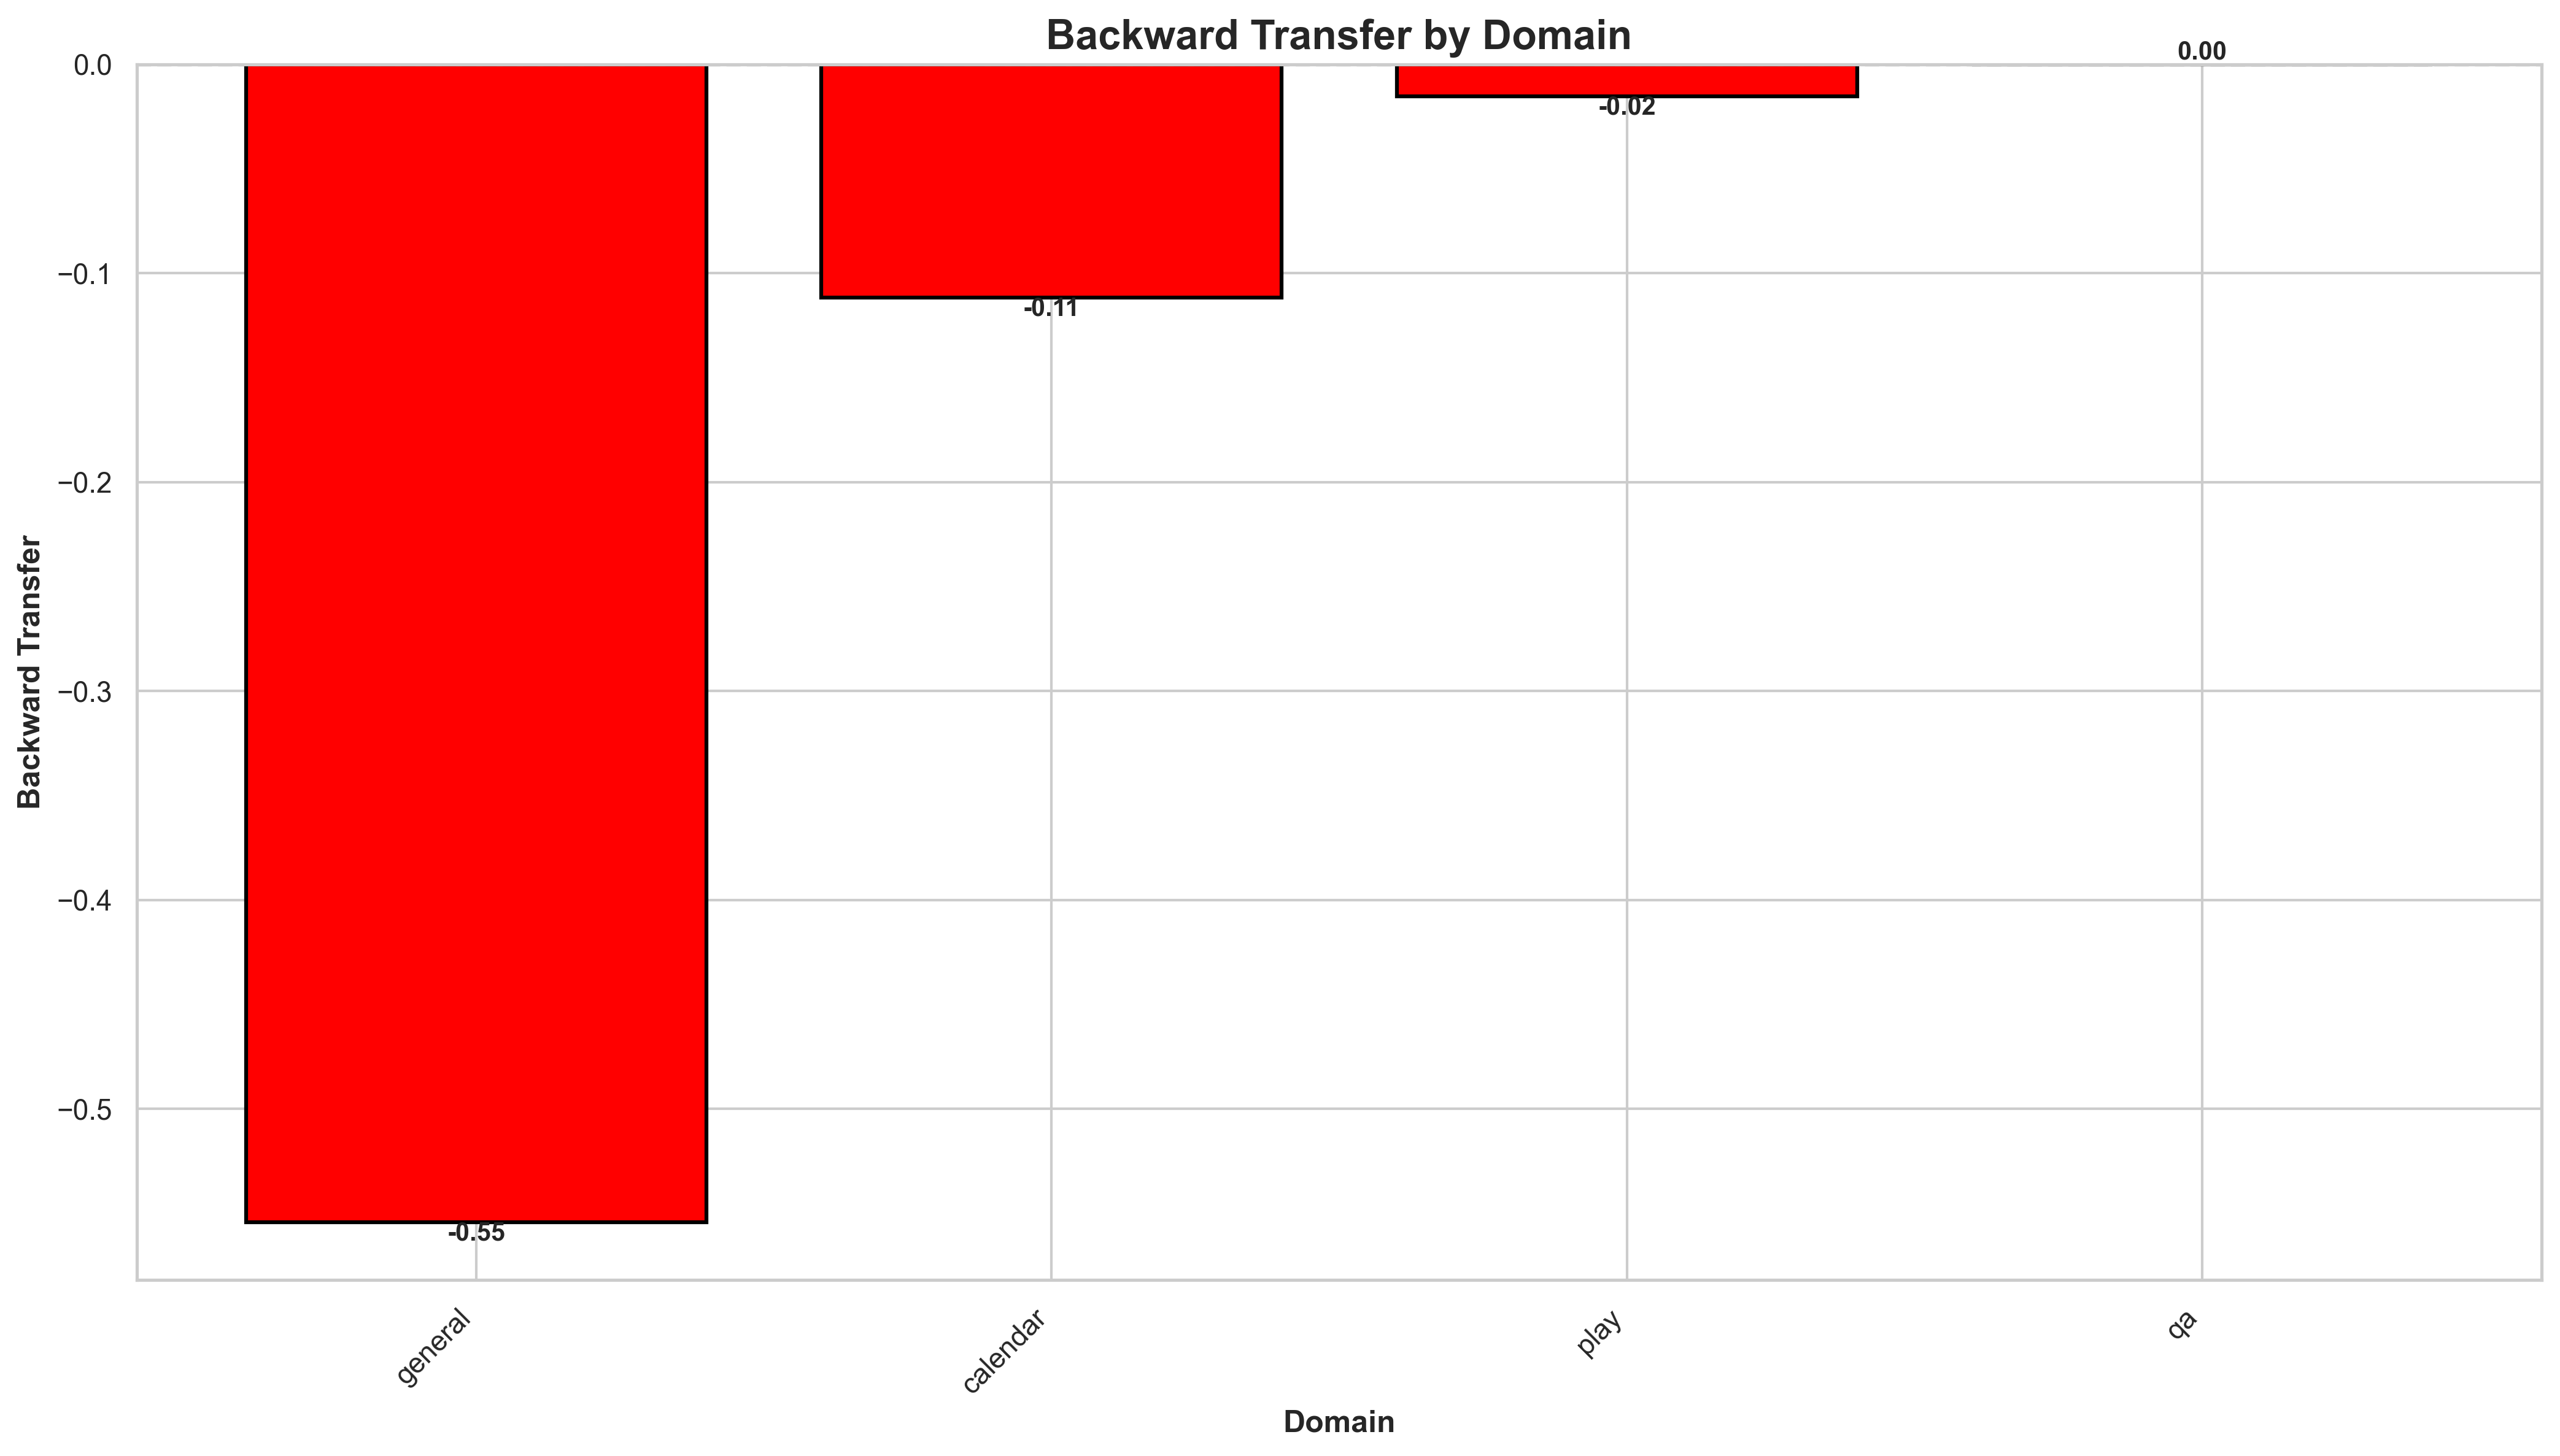 Backward Transfer by Domain
0.00
0.0
-0.02
−0.1
-0.11
−0.2
−0.3
−0.4
−0.5
-0.55
Backward Transfer
general
calendar
play
qa
Domain